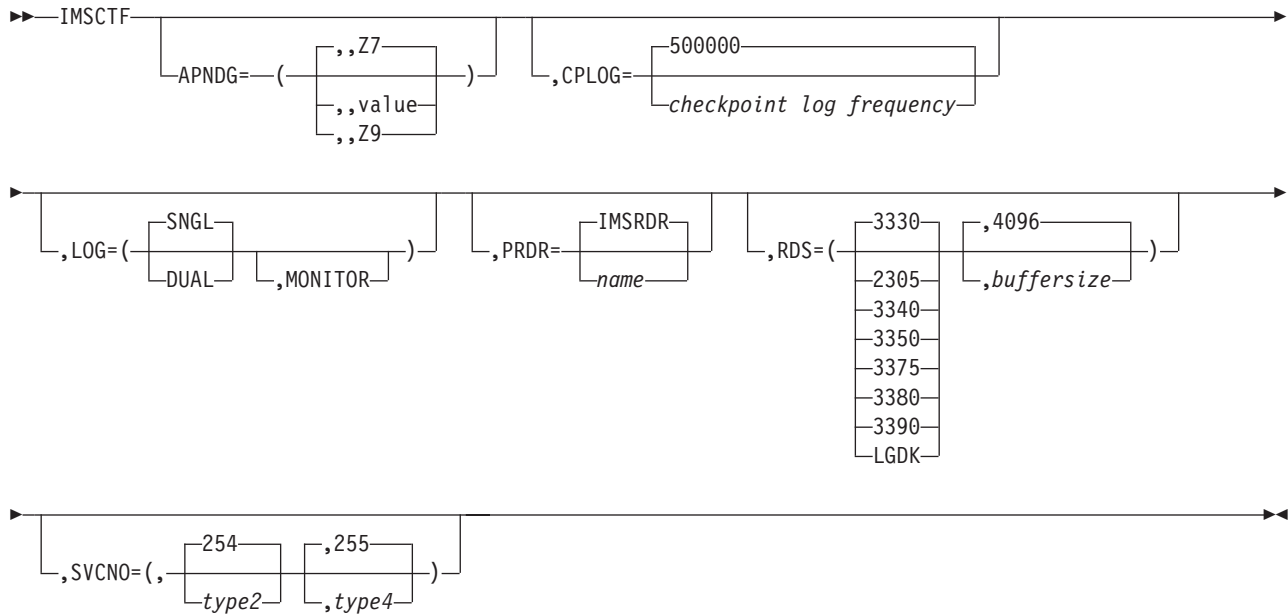 IMSCTF
,,Z7
APNDG= ( )
,,value
,,Z9
500000
,CPLOG=
checkpoint log frequency
SNGL
,LOG=( )
DUAL
,MONITOR
IMSRDR
,PRDR=
name
3330
,4096
,RDS=( )
2305
,buffersize
3340
3350
3375
3380
3390
LGDK
254
,255
,SVCNO=(, )
type2
,type4